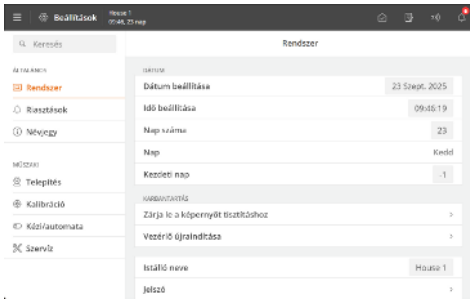 Beállítások
House 1
09:46, 23 nap
Keresés
Rendszer
ÁLTALÁNOS
Rendszer
Riasztások
Névjegy
MŰSZAKI
Telepítés
Kalibráció
Kézi/automata
Szerviz
DÁTUM
Dátum beállítása
23 Szept. 2025
Idő beállítása
09:46:19
Nap száma
23
Nap
Kedd
Kezdeti nap
-1
KARBANTARTÁS
Zárja le a képernyőt tisztításhoz
Vezérlő újraindítása
Istálló neve
House 1
Jelszó